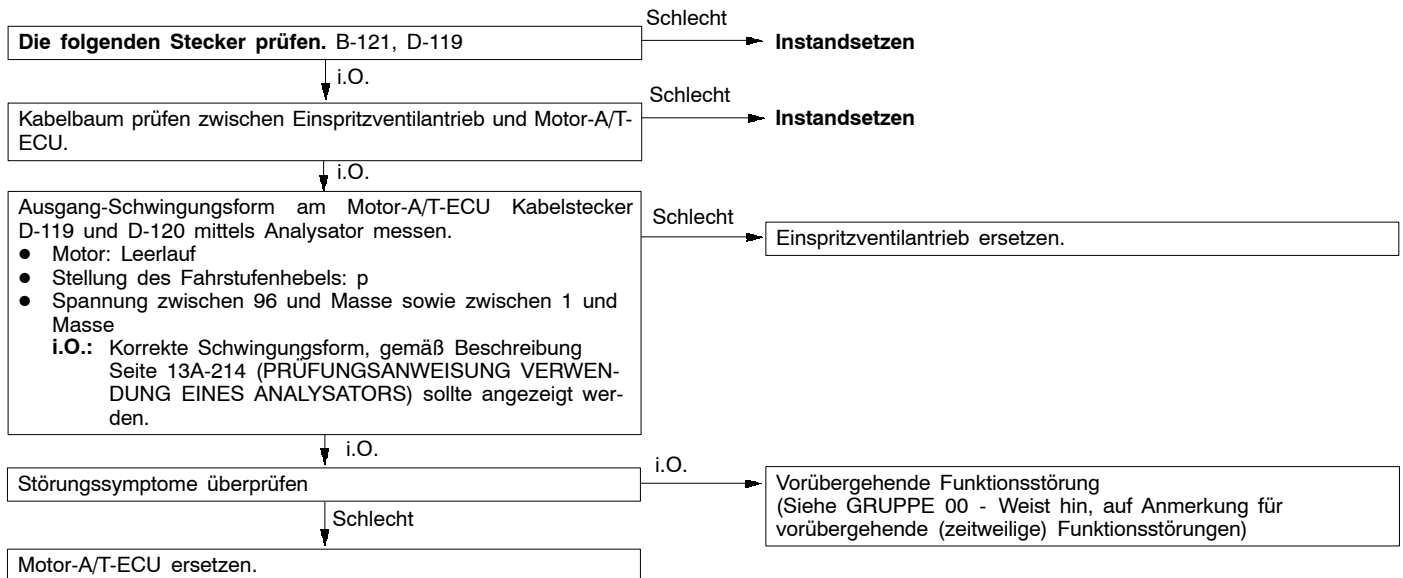 Schlecht
Die folgenden Stecker prüfen. B-121, D-119
Instandsetzen
i.O.
Schlecht
Kabelbaum prüfen zwischen Einspritzventilantrieb und Motor-A/T-
ECU.
Instandsetzen
i.O.
Ausgang-Schwingungsform am Motor-A/T-ECU Kabelstecker
D-119 und D-120 mittels Analysator messen.
● Motor: Leerlauf
● Stellung des Fahrstufenhebels: p
● Spannung zwischen 96 und Masse sowie zwischen 1 und
Masse
i.O.: Korrekte Schwingungsform, gemäß Beschreibung
Seite 13A-214 (PRÜFUNGSANWEISUNG VERWEN-
DUNG EINES ANALYSATORS) sollte angezeigt wer-
den.
Schlecht
Einspritzventilantrieb ersetzen.
i.O.
Störungssymptome überprüfen
i.O.
Vorübergehende Funktionsstörung
(Siehe GRUPPE 00 - Weist hin, auf Anmerkung für
vorübergehende (zeitweilige) Funktionsstörungen)
Schlecht
Motor-A/T-ECU ersetzen.